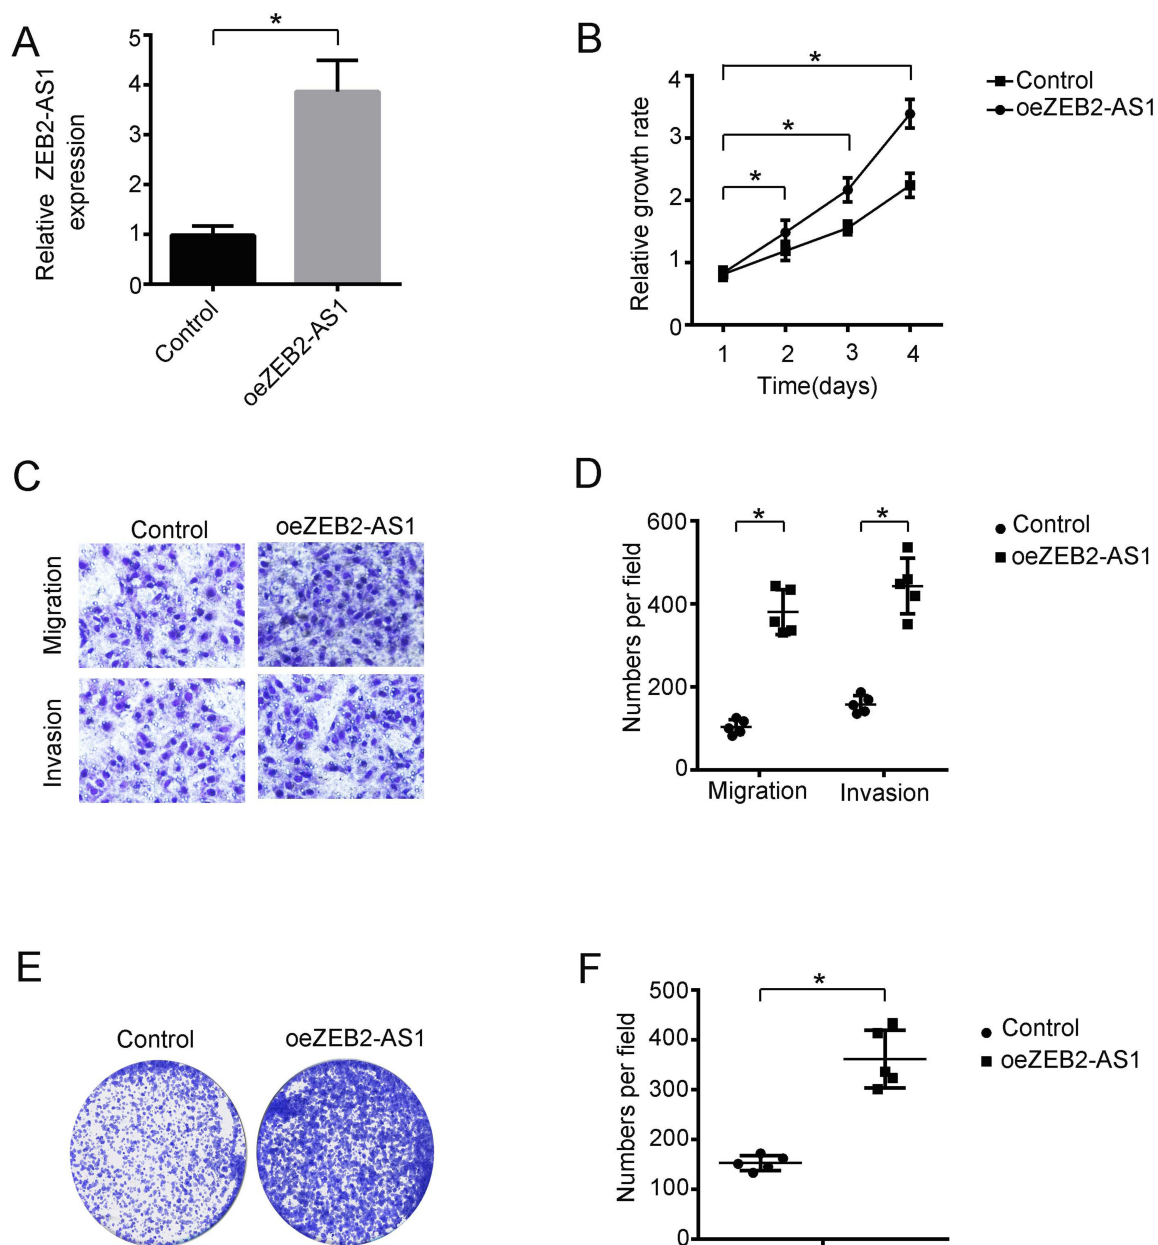 A
*
5
4
3
2
1
0
Relative ZEB2-AS1
expression
Control
oeZEB2-AS1
B
*
*
*
4
3
2
1
0
Relative growth rate
1 2 3 4
Time(days)
Control
oeZEB2-AS1
C
Control oeZEB2-AS1
Migration
Invasion
D
* *
600
400
200
0
Numbers per field
Migration Invasion
Control
oeZEB2-AS1
E
Control oeZEB2-AS1
F
*
500
400
300
200
100
0
Numbers per field
Control
oeZEB2-AS1